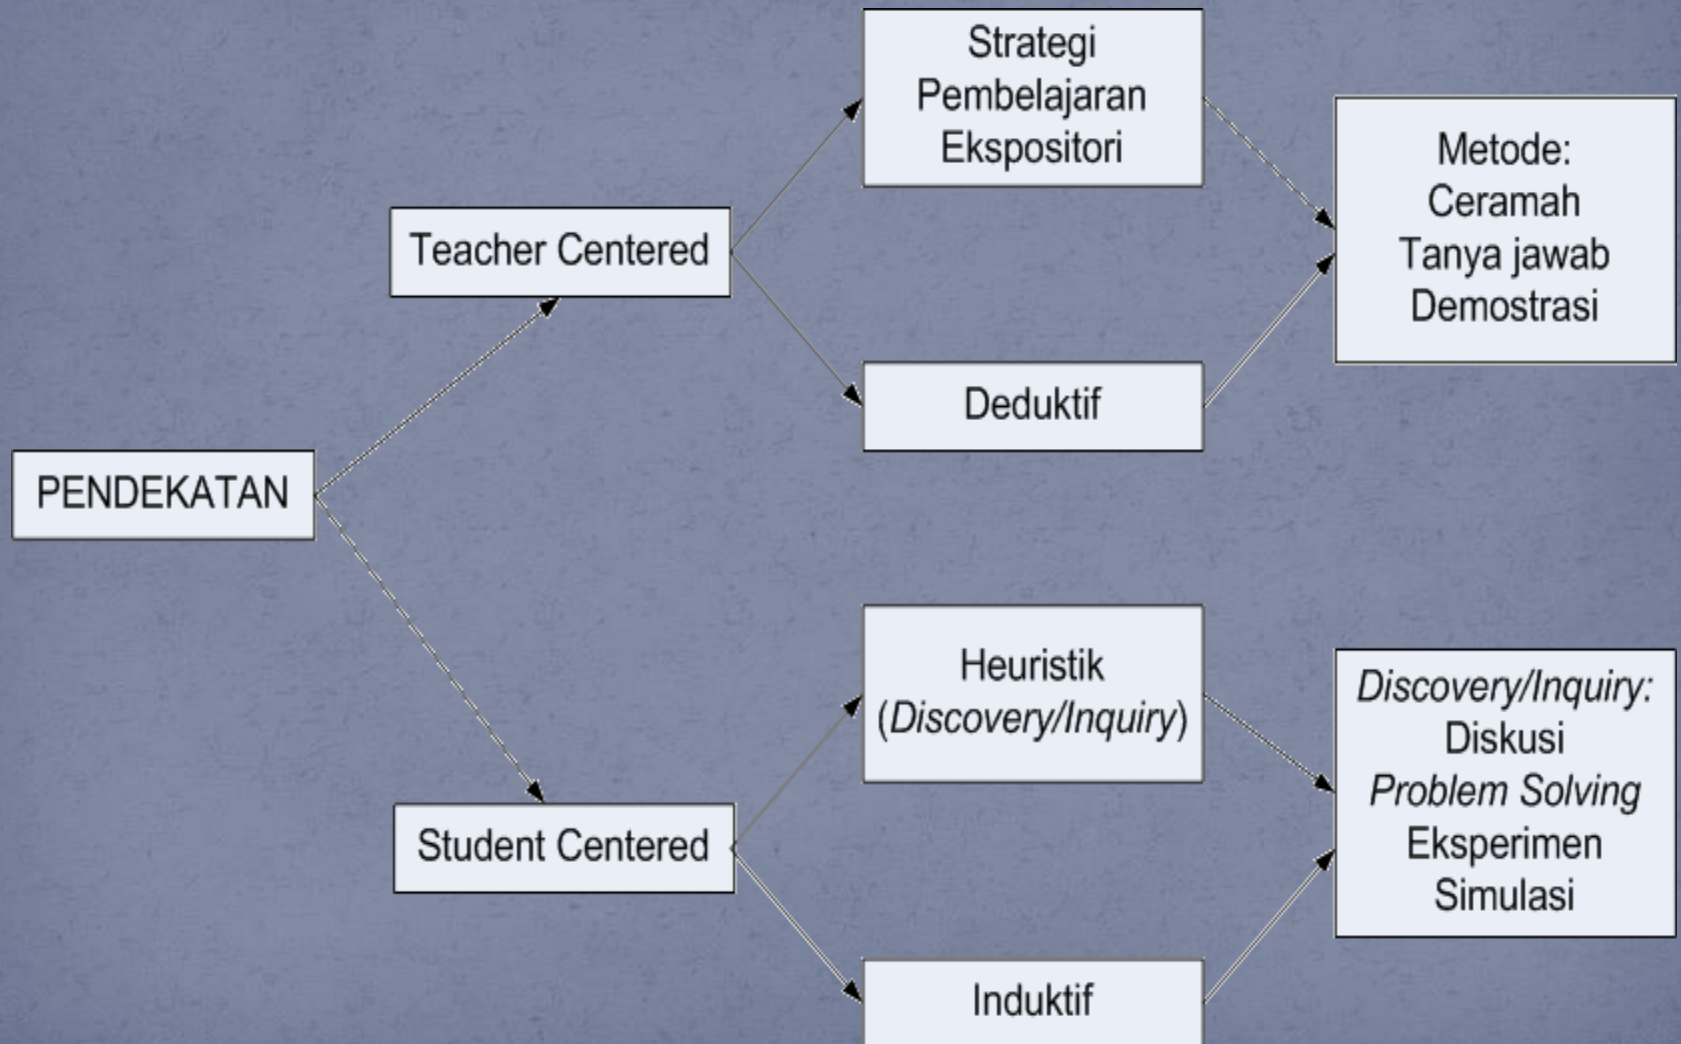 PENDEKATAN
Teacher Centered
Strategi
Pembelajaran
Ekspositori
Deduktif
Metode:
Ceramah
Tanya jawab
Demostrasi
Student Centered
Heuristik
(Discovery/Inquiry)
Induktif
Discovery/Inquiry:
Diskusi
Problem Solving
Eksperimen
Simulasi